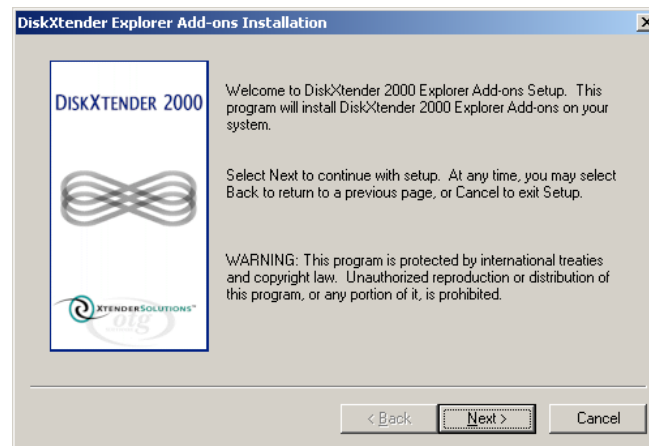 DiskXtender Explorer Add-ons Installation
DISKXTENDER 2000
Welcome to DiskXtender 2000 Explorer Add-ons Setup. This
program will install DiskXtender 2000 Explorer Add-ons on your
system.
Select Next to continue with setup. At any time, you may select
Back to return to a previous page, or Cancel to exit Setup.
WARNING: This program is protected by international treaties
and copyright law. Unauthorized reproduction or distribution of
this program, or any portion of it, is prohibited.
XTENDERSOLUTIONS™
otg
< Back
Next >
Cancel